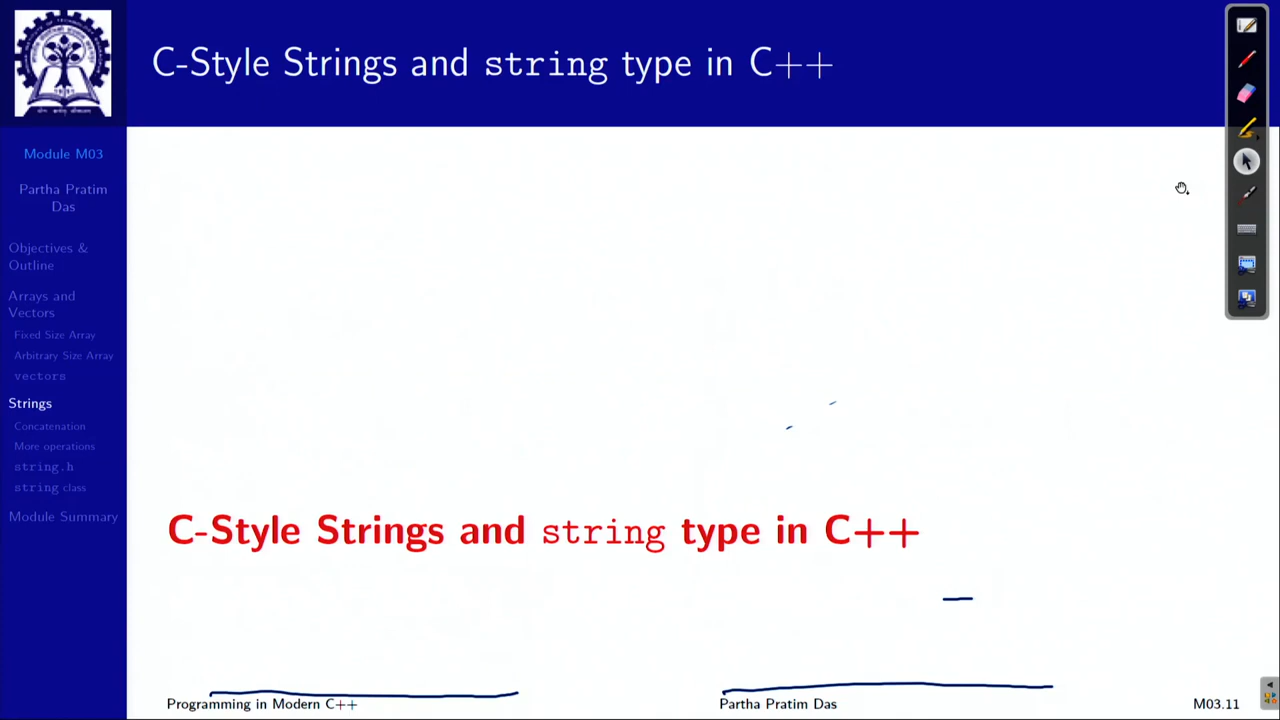 C-Style Strings and string type in C++
Module M03
Partha Pratim
Das
Objectives &
Outline
Arrays and
Vectors
Fixed Size Array
Arbitrary Size Array
vectors
Strings
Concatenation
More operations
string.h
string class
Module Summary
C-Style Strings and string type in C++
Programming in Modern C++
Partha Pratim Das
M03.11